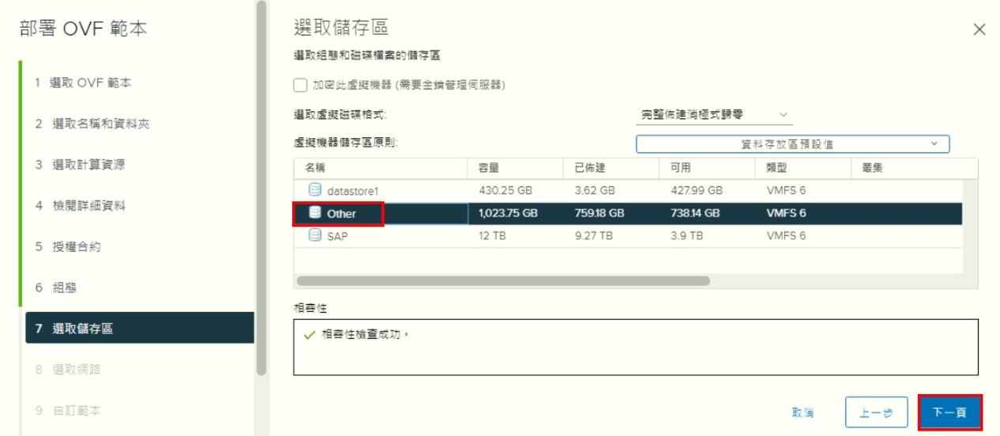 部署 OVF 範本
1 選取 OVF 範本
2 選取名稱和資料夾
3 選取計算資源
4 檢閱詳細資料
5 授權合約
6 組態
7 選取儲存區
8 選取網路
9 自訂範本
選取儲存區
選取組態和磁碟檔案的儲存區
加密此虛擬機器 (需要金鑰管理伺服器)
選取虛擬磁碟格式: 完整佈建消極式歸零
虛擬機器儲存區原則: 資料存放區預設值
名稱 容量 已佈建 可用 類型 叢集
datastore1 430.25 GB 3.62 GB 427.99 GB VMFS 6
Other 1,023.75 GB 759.18 GB 738.14 GB VMFS 6
SAP 12 TB 9.27 TB 3.9 TB VMFS 6
相容性
相容性檢查成功。
取消 上一步 下一頁